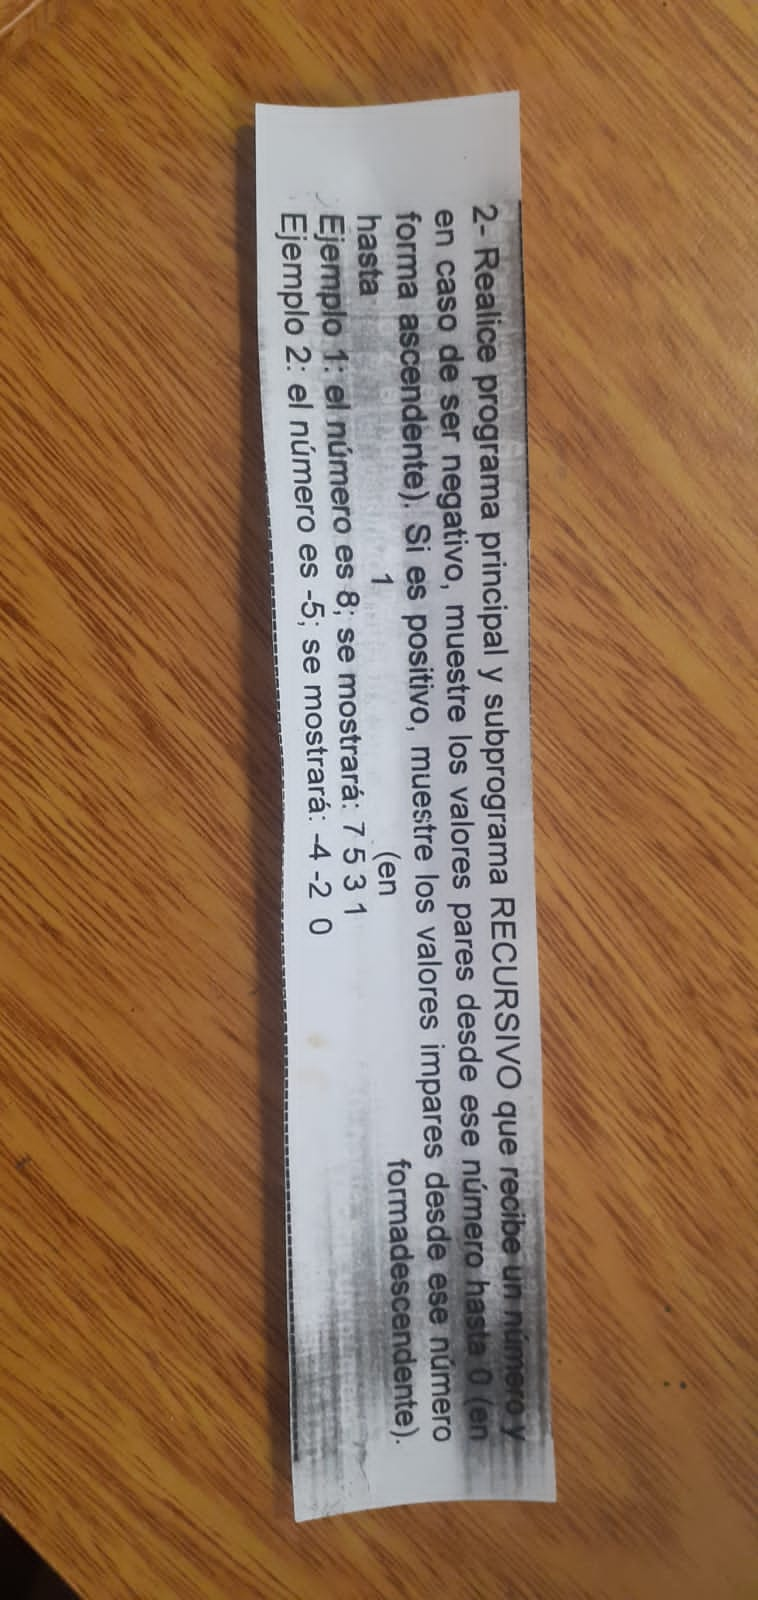 2- Realice programa principal y subprograma RECURSIVO que recibe un número y
en caso de ser negativo, muestre los valores pares desde ese número hasta 0 (en
forma ascendente). Si es positivo, muestre los valores impares desde ese número
hasta 1 (en formadescendente).
Ejemplo 1: el número es 8; se mostrará: 7 5 3 1
Ejemplo 2: el número es -5; se mostrará: -4 -2 0